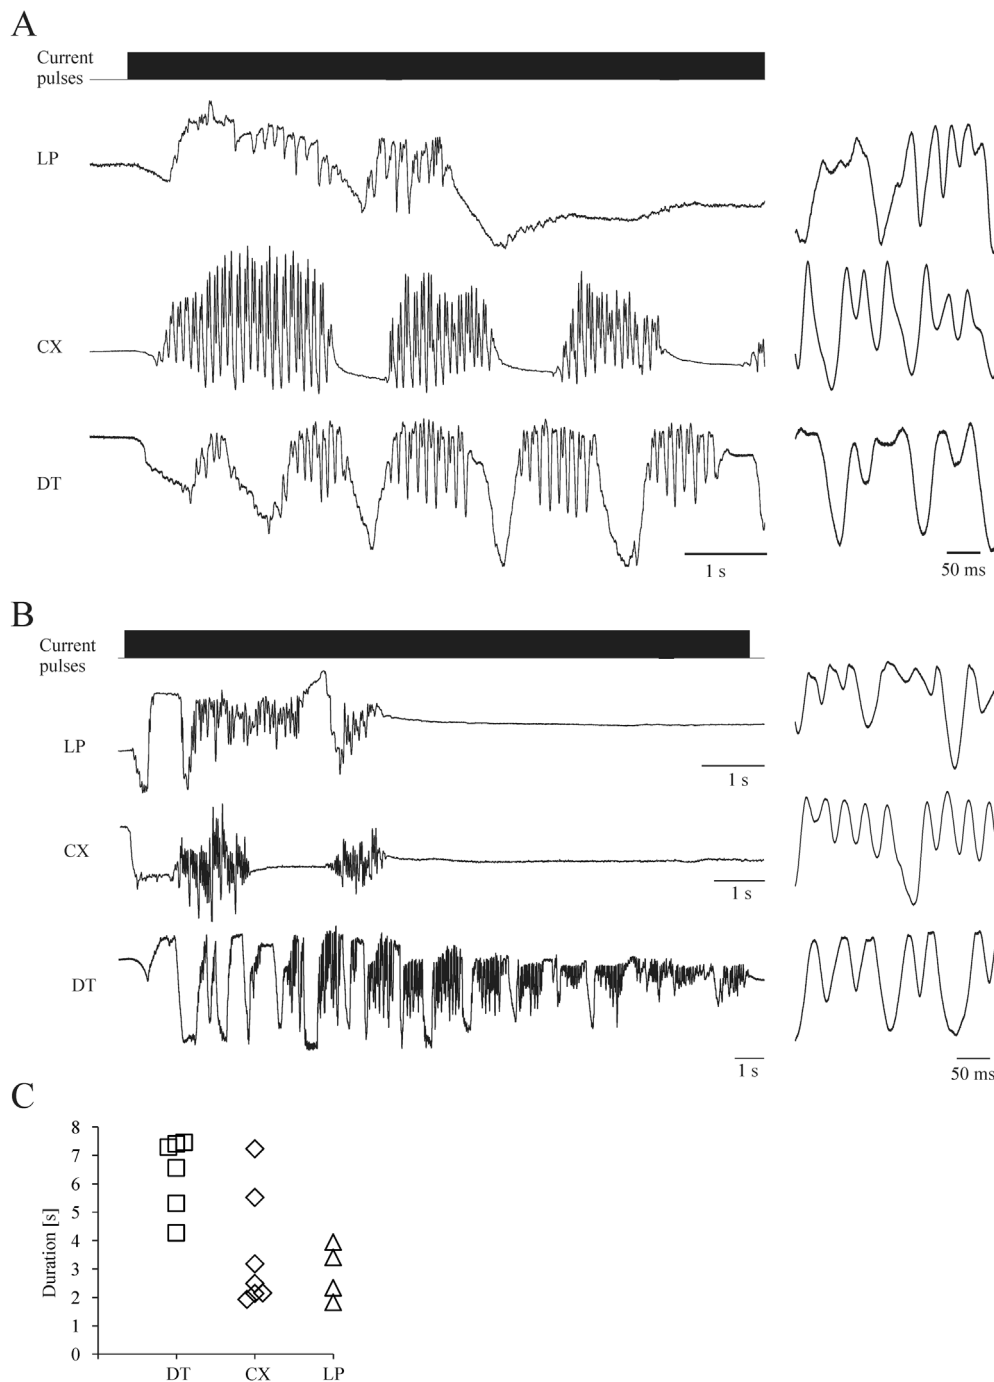 A
Current
pulses
LP
CX
DT
1 s
50 ms
B
Current
pulses
LP
1 s
CX
1 s
DT
1 s
50 ms
C
8
7
6
5
4
3
2
1
0
Duration [s]
DT CX LP